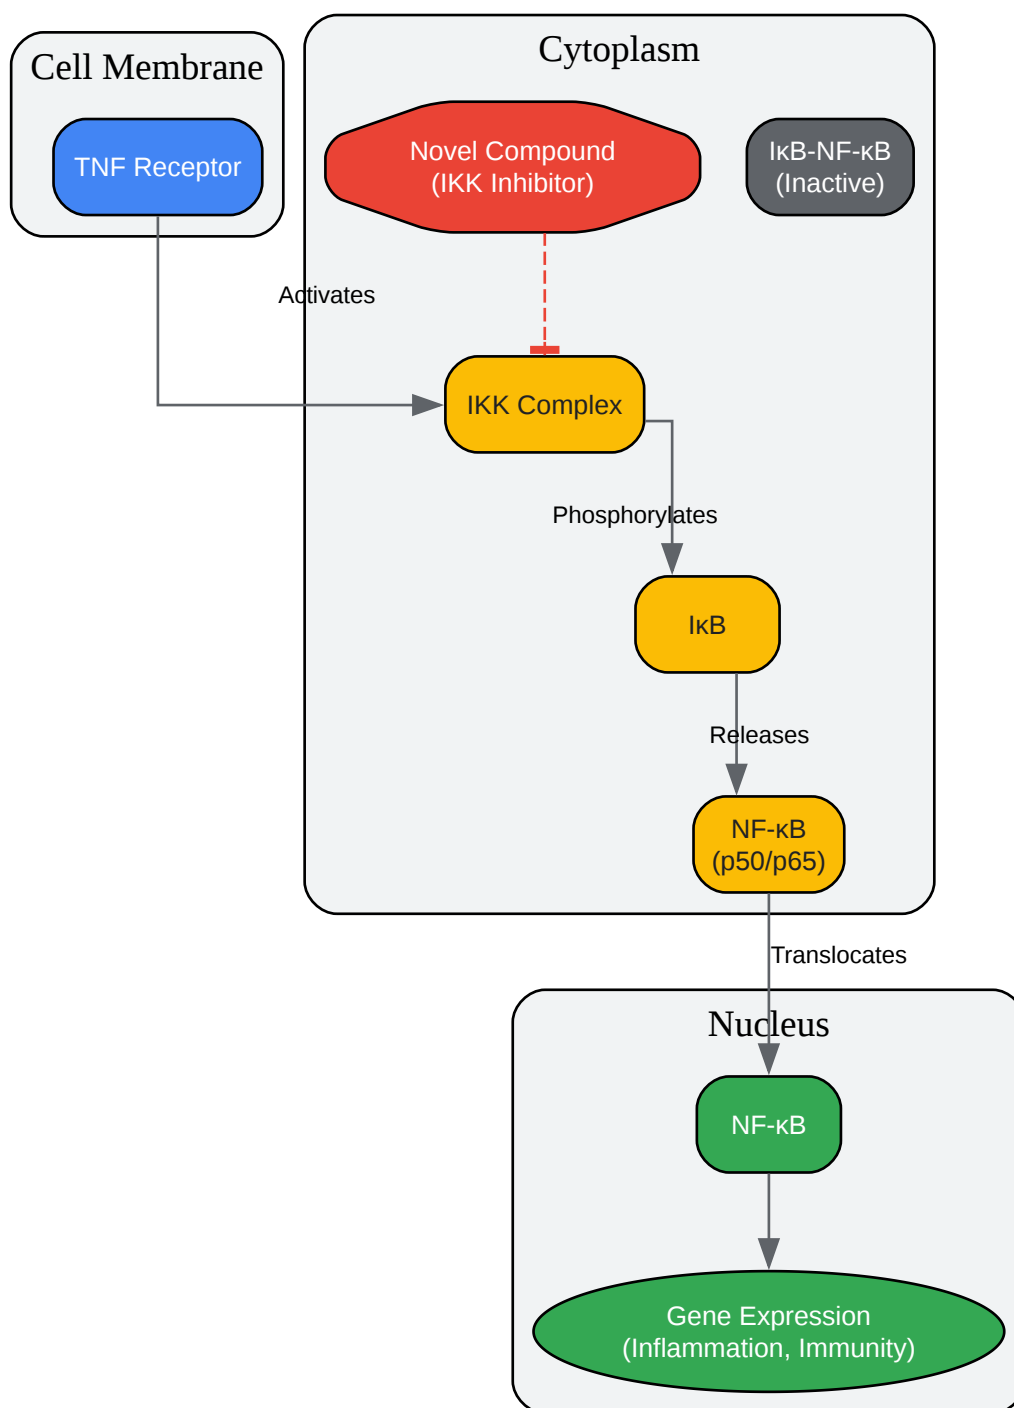 Cell Membrane
TNF Receptor
Cytoplasm
Novel Compound
(IKK Inhibitor)
IκB-NF-κB
(Inactive)
Activates
IKK Complex
Phosphorylates
IκB
Releases
NF-κB
(p50/p65)
Translocates
Nucleus
NF-κB
Gene Expression
(Inflammation, Immunity)